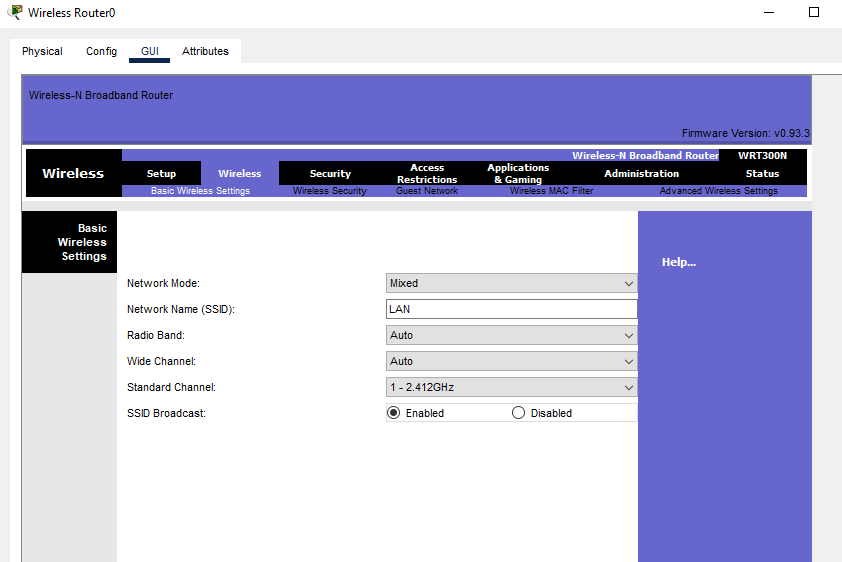 Wireless Router0
Physical Config GUI Attributes
Wireless-N Broadband Router
Firmware Version: v0.93.3
Wireless-N Broadband Router WRT300N
Wireless Setup Wireless Security Access Restrictions Applications & Gaming Administration Status
Basic Wireless Settings Wireless Security Guest Network Wireless MAC Filter Advanced Wireless Settings
Basic
Wireless
Settings
Help...
Network Mode: Mixed
Network Name (SSID): LAN
Radio Band: Auto
Wide Channel: Auto
Standard Channel: 1 - 2.412GHz
SSID Broadcast: Enabled Disabled